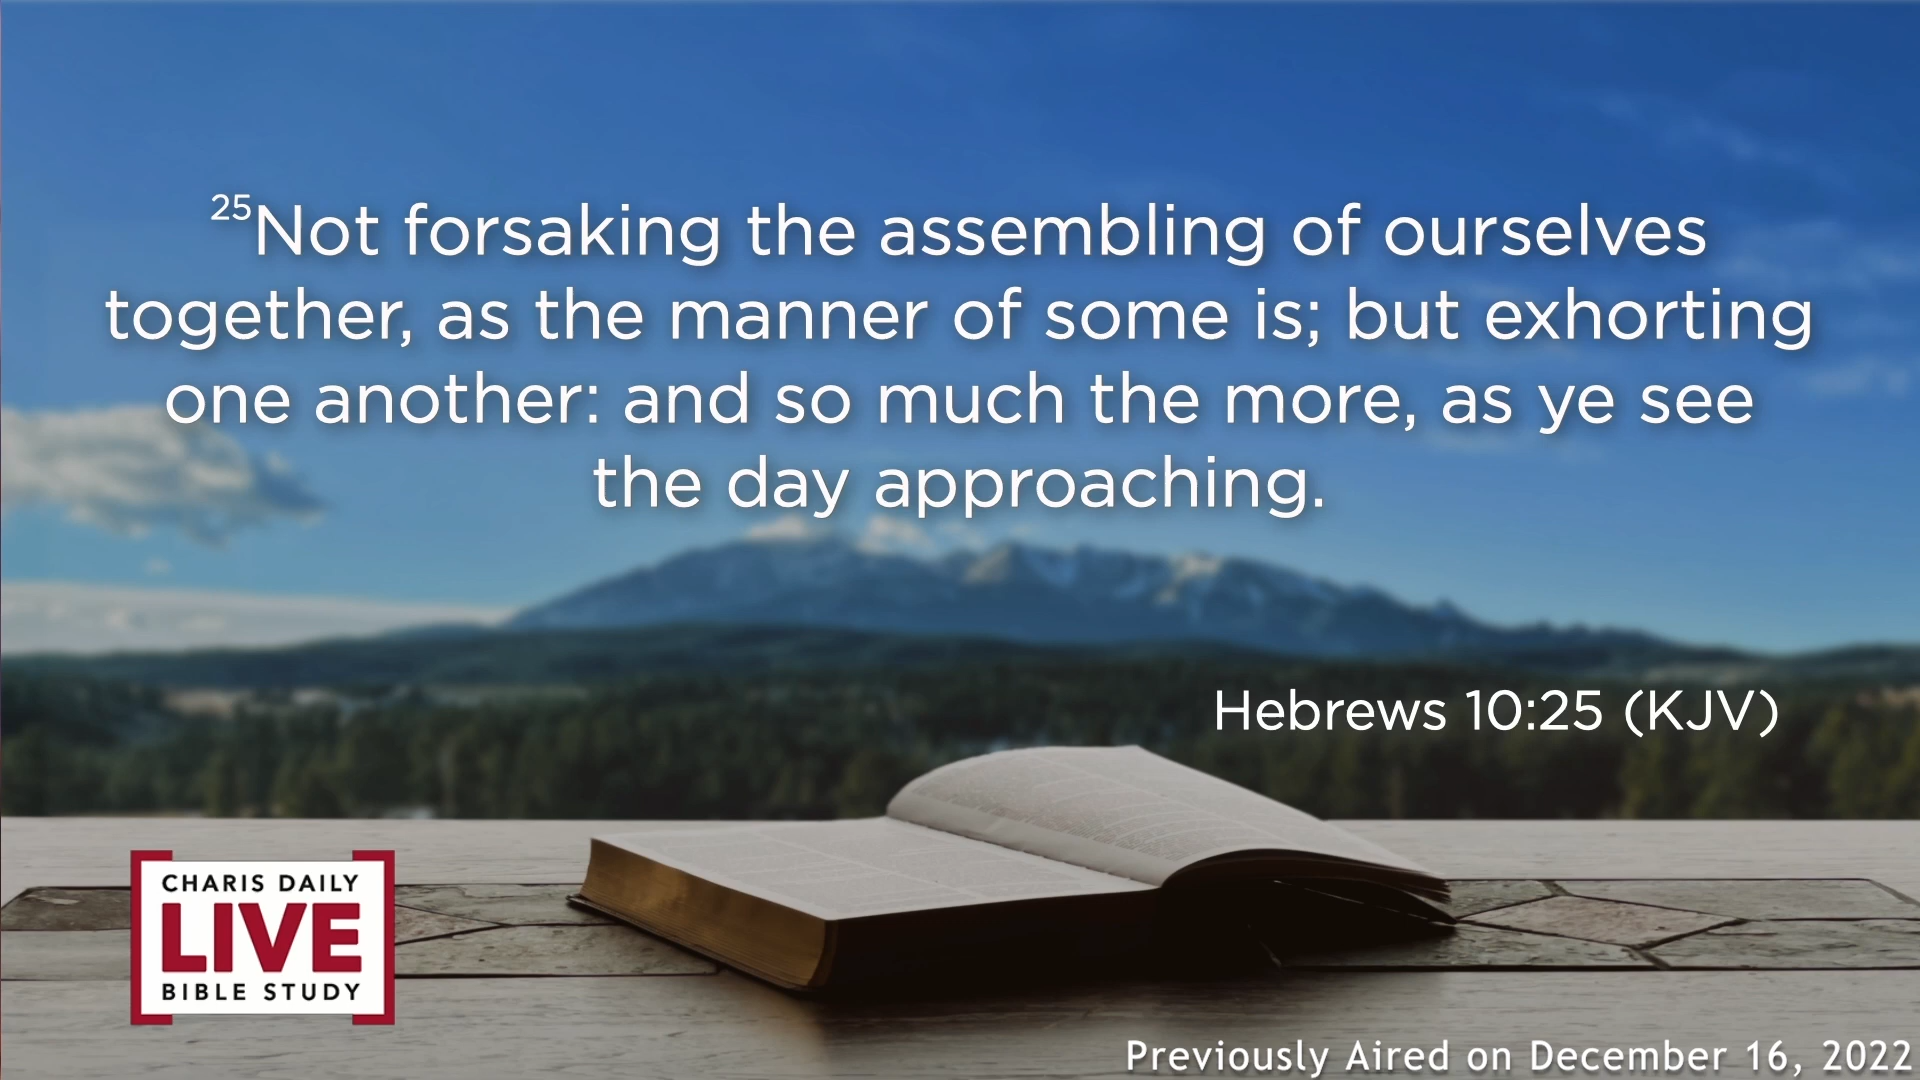 25Not forsaking the assembling of ourselves
together, as the manner of some is; but exhorting
one another: and so much the more, as ye see
the day approaching.
Hebrews 10:25 (KJV)
CHARIS DAILY
LIVE
BIBLE STUDY
Previously Aired on December 16, 2022